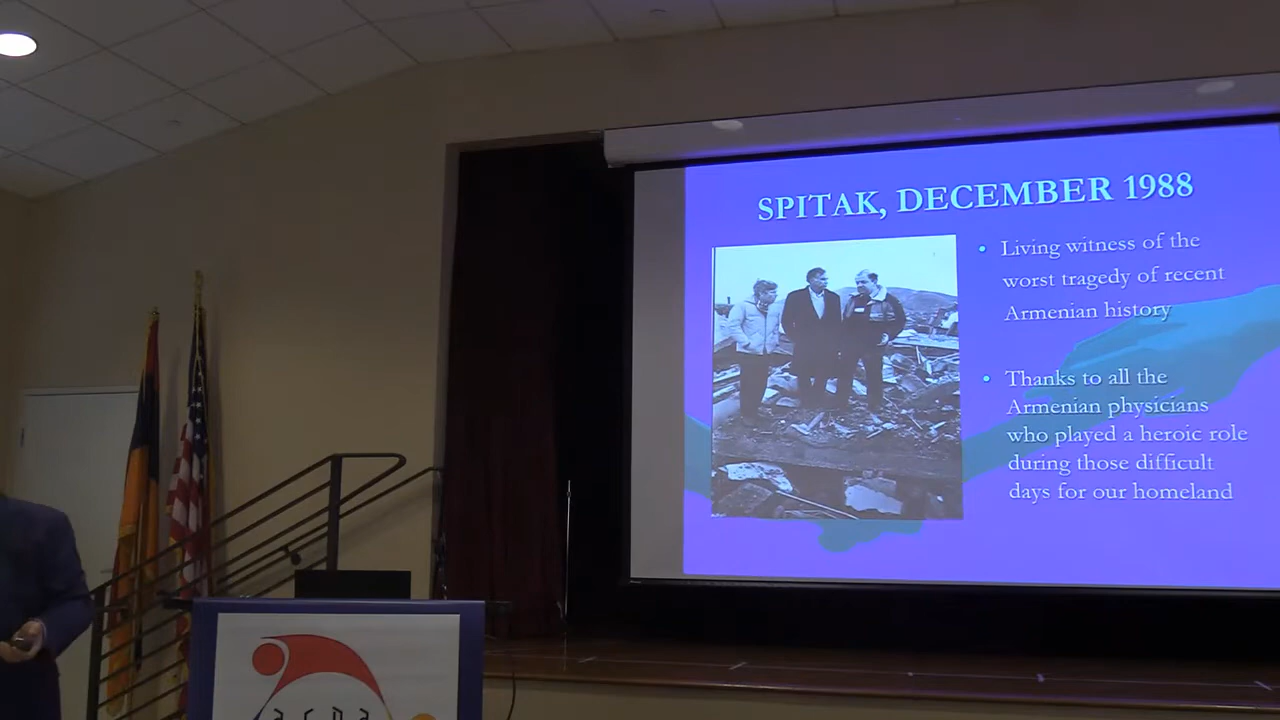 SPITAK, DECEMBER 1988
• Living witness of the
worst tragedy of recent
Armenian history
• Thanks to all the
Armenian physicians
who played a heroic role
during those difficult
days for our homeland